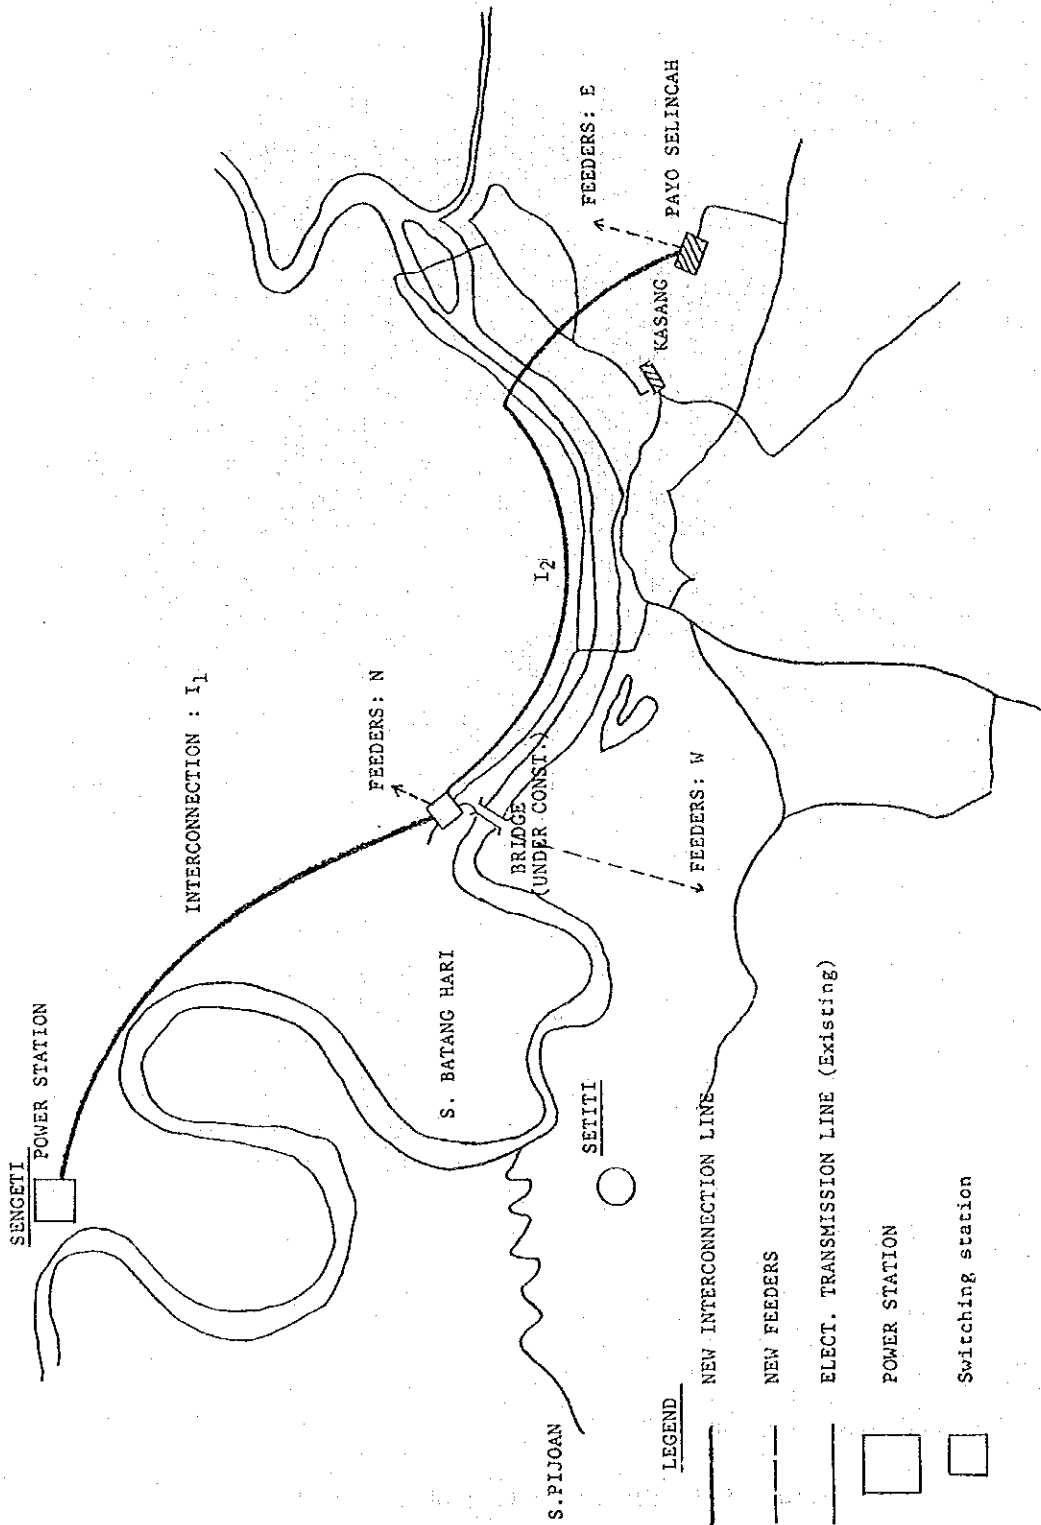 SENGETI
POWER STATION
INTERCONNECTION : I1
FEEDERS: N
I2
FEEDERS: E
PAYO SELINCAH
KASANG
S. BATANG HARI
BRIDGE
(UNDER CONST.)
FEEDERS: W
SETITI
S.PIJOAN
LEGEND
NEW INTERCONNECTION LINE
NEW FEEDERS
ELECT. TRANSMISSION LINE (Existing)
POWER STATION
Switching station